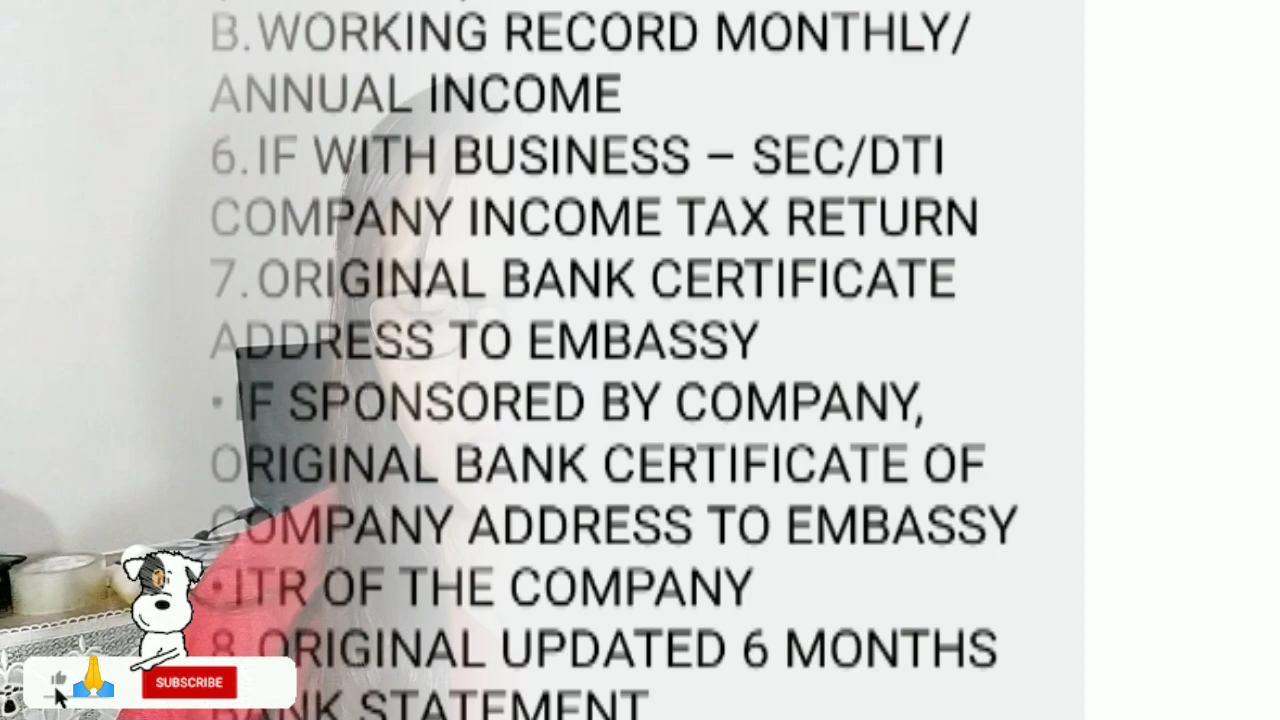 B.WORKING RECORD MONTHLY/
ANNUAL INCOME
6.IF WITH BUSINESS – SEC/DTI
COMPANY INCOME TAX RETURN
7.ORIGINAL BANK CERTIFICATE
ADDRESS TO EMBASSY
• IF SPONSORED BY COMPANY,
ORIGINAL BANK CERTIFICATE OF
COMPANY ADDRESS TO EMBASSY
• ITR OF THE COMPANY
8.ORIGINAL UPDATED 6 MONTHS
BANK STATEMENT
SUBSCRIBE